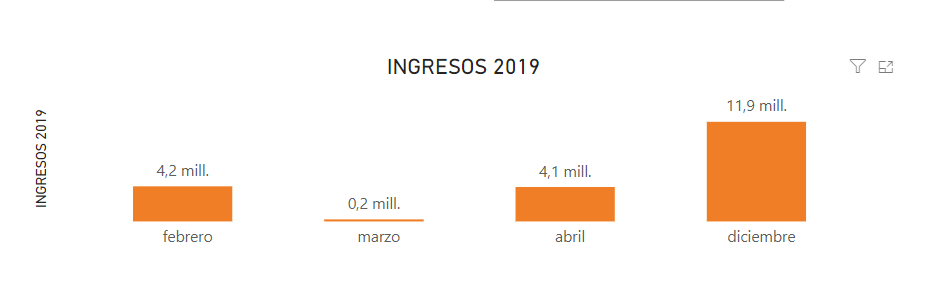 INGRESOS 2019
INGRESOS 2019
11,9 mill.
4,2 mill.
4,1 mill.
0,2 mill.
febrero
marzo
abril
diciembre